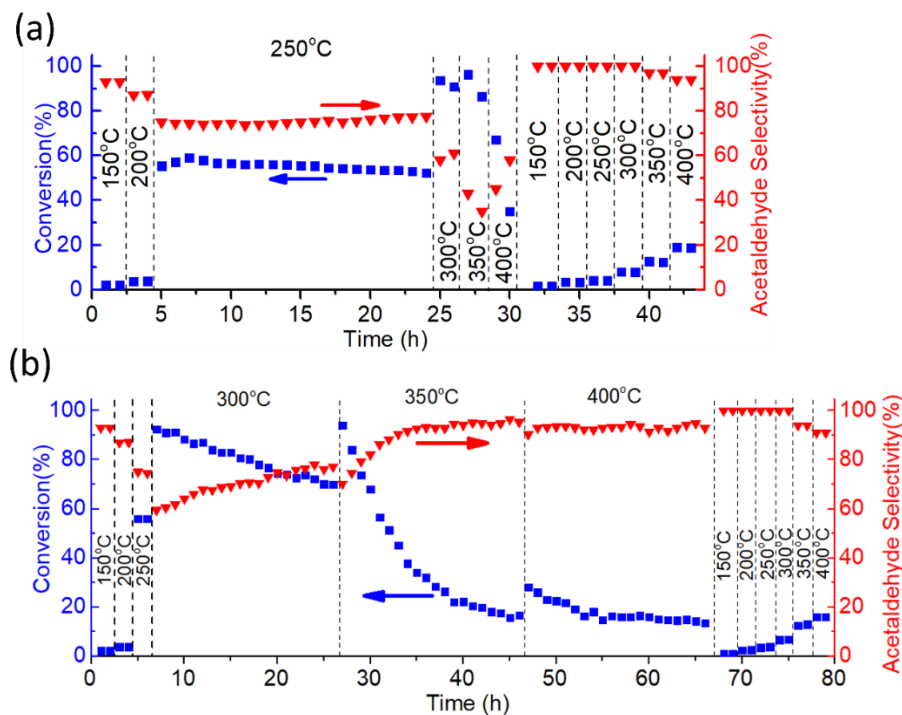 (a)
250°C
Conversion(%)
100
80
60
40
20
0
150°C
200°C
300°C
350°C
400°C
150°C
200°C
250°C
300°C
350°C
400°C
100
80
60
40
20
0
Acetaldehyde Selectivity(%)
0 5 10 15 20 25 30 35 40
Time (h)
(b)
300°C 350°C 400°C
Conversion(%)
100
80
60
40
20
0
150°C
200°C
250°C
150°C
200°C
250°C
300°C
350°C
400°C
100
80
60
40
20
0
Acetaldehyde Selectivity(%)
0 10 20 30 40 50 60 70 80
Time (h)